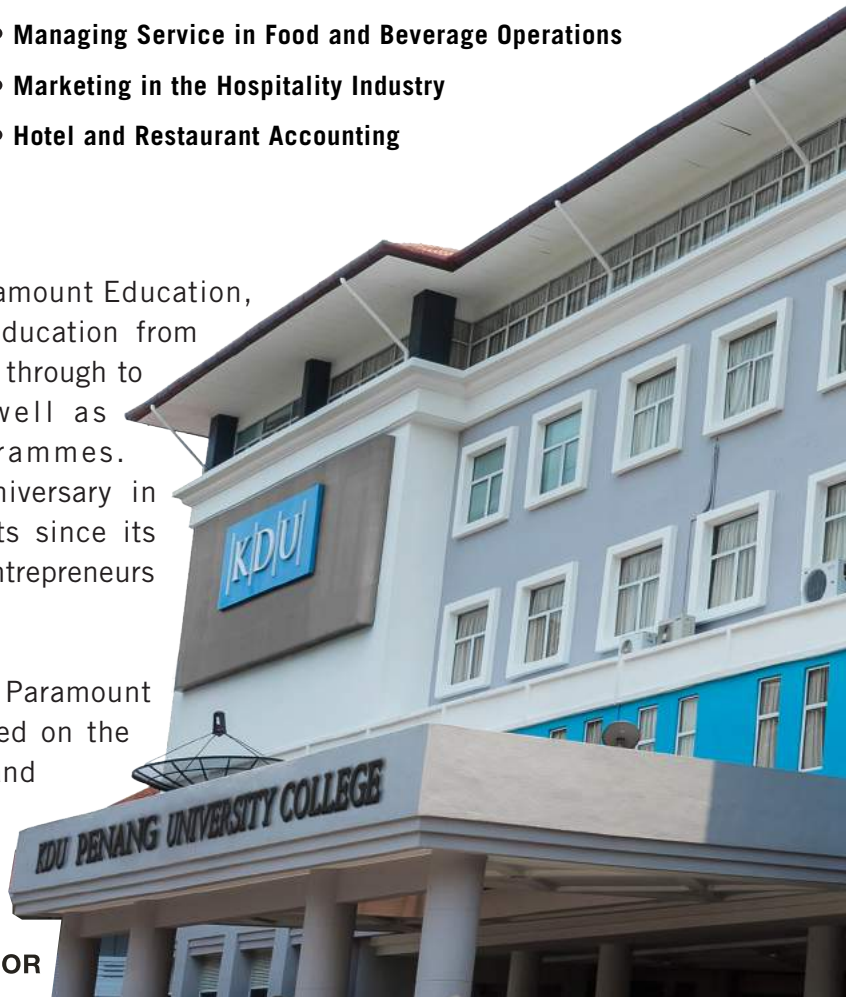 • Managing Service in Food and Beverage Operations
• Marketing in the Hospitality Industry
• Hotel and Restaurant Accounting
amount Education,
ducation from
through to
well as
rammes.
niversary in
ts since its
ntrepreneurs
Paramount
ed on the
nd
|K|D|U|
KDU PENANG UNIVERSITY COLLEGE
OR